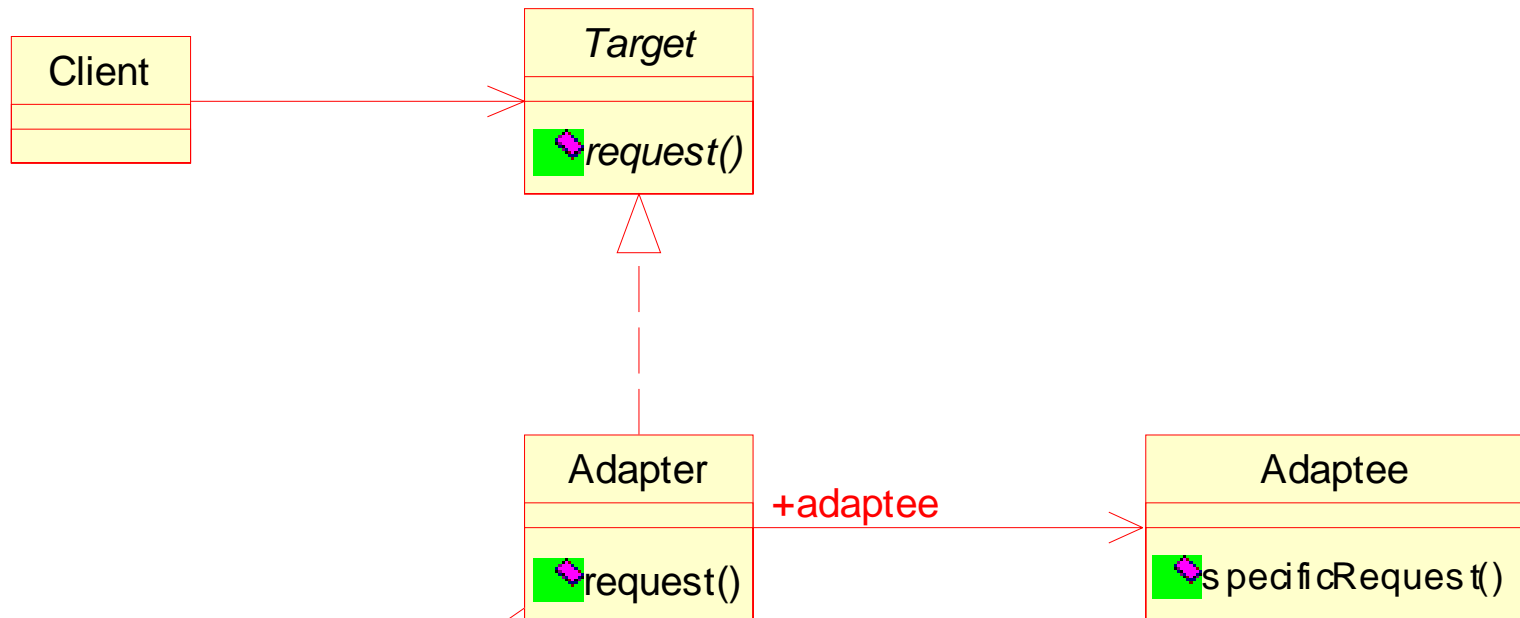 Client
Target
request()
Adapter
+adaptee
request()
Adaptee
specificRequest()